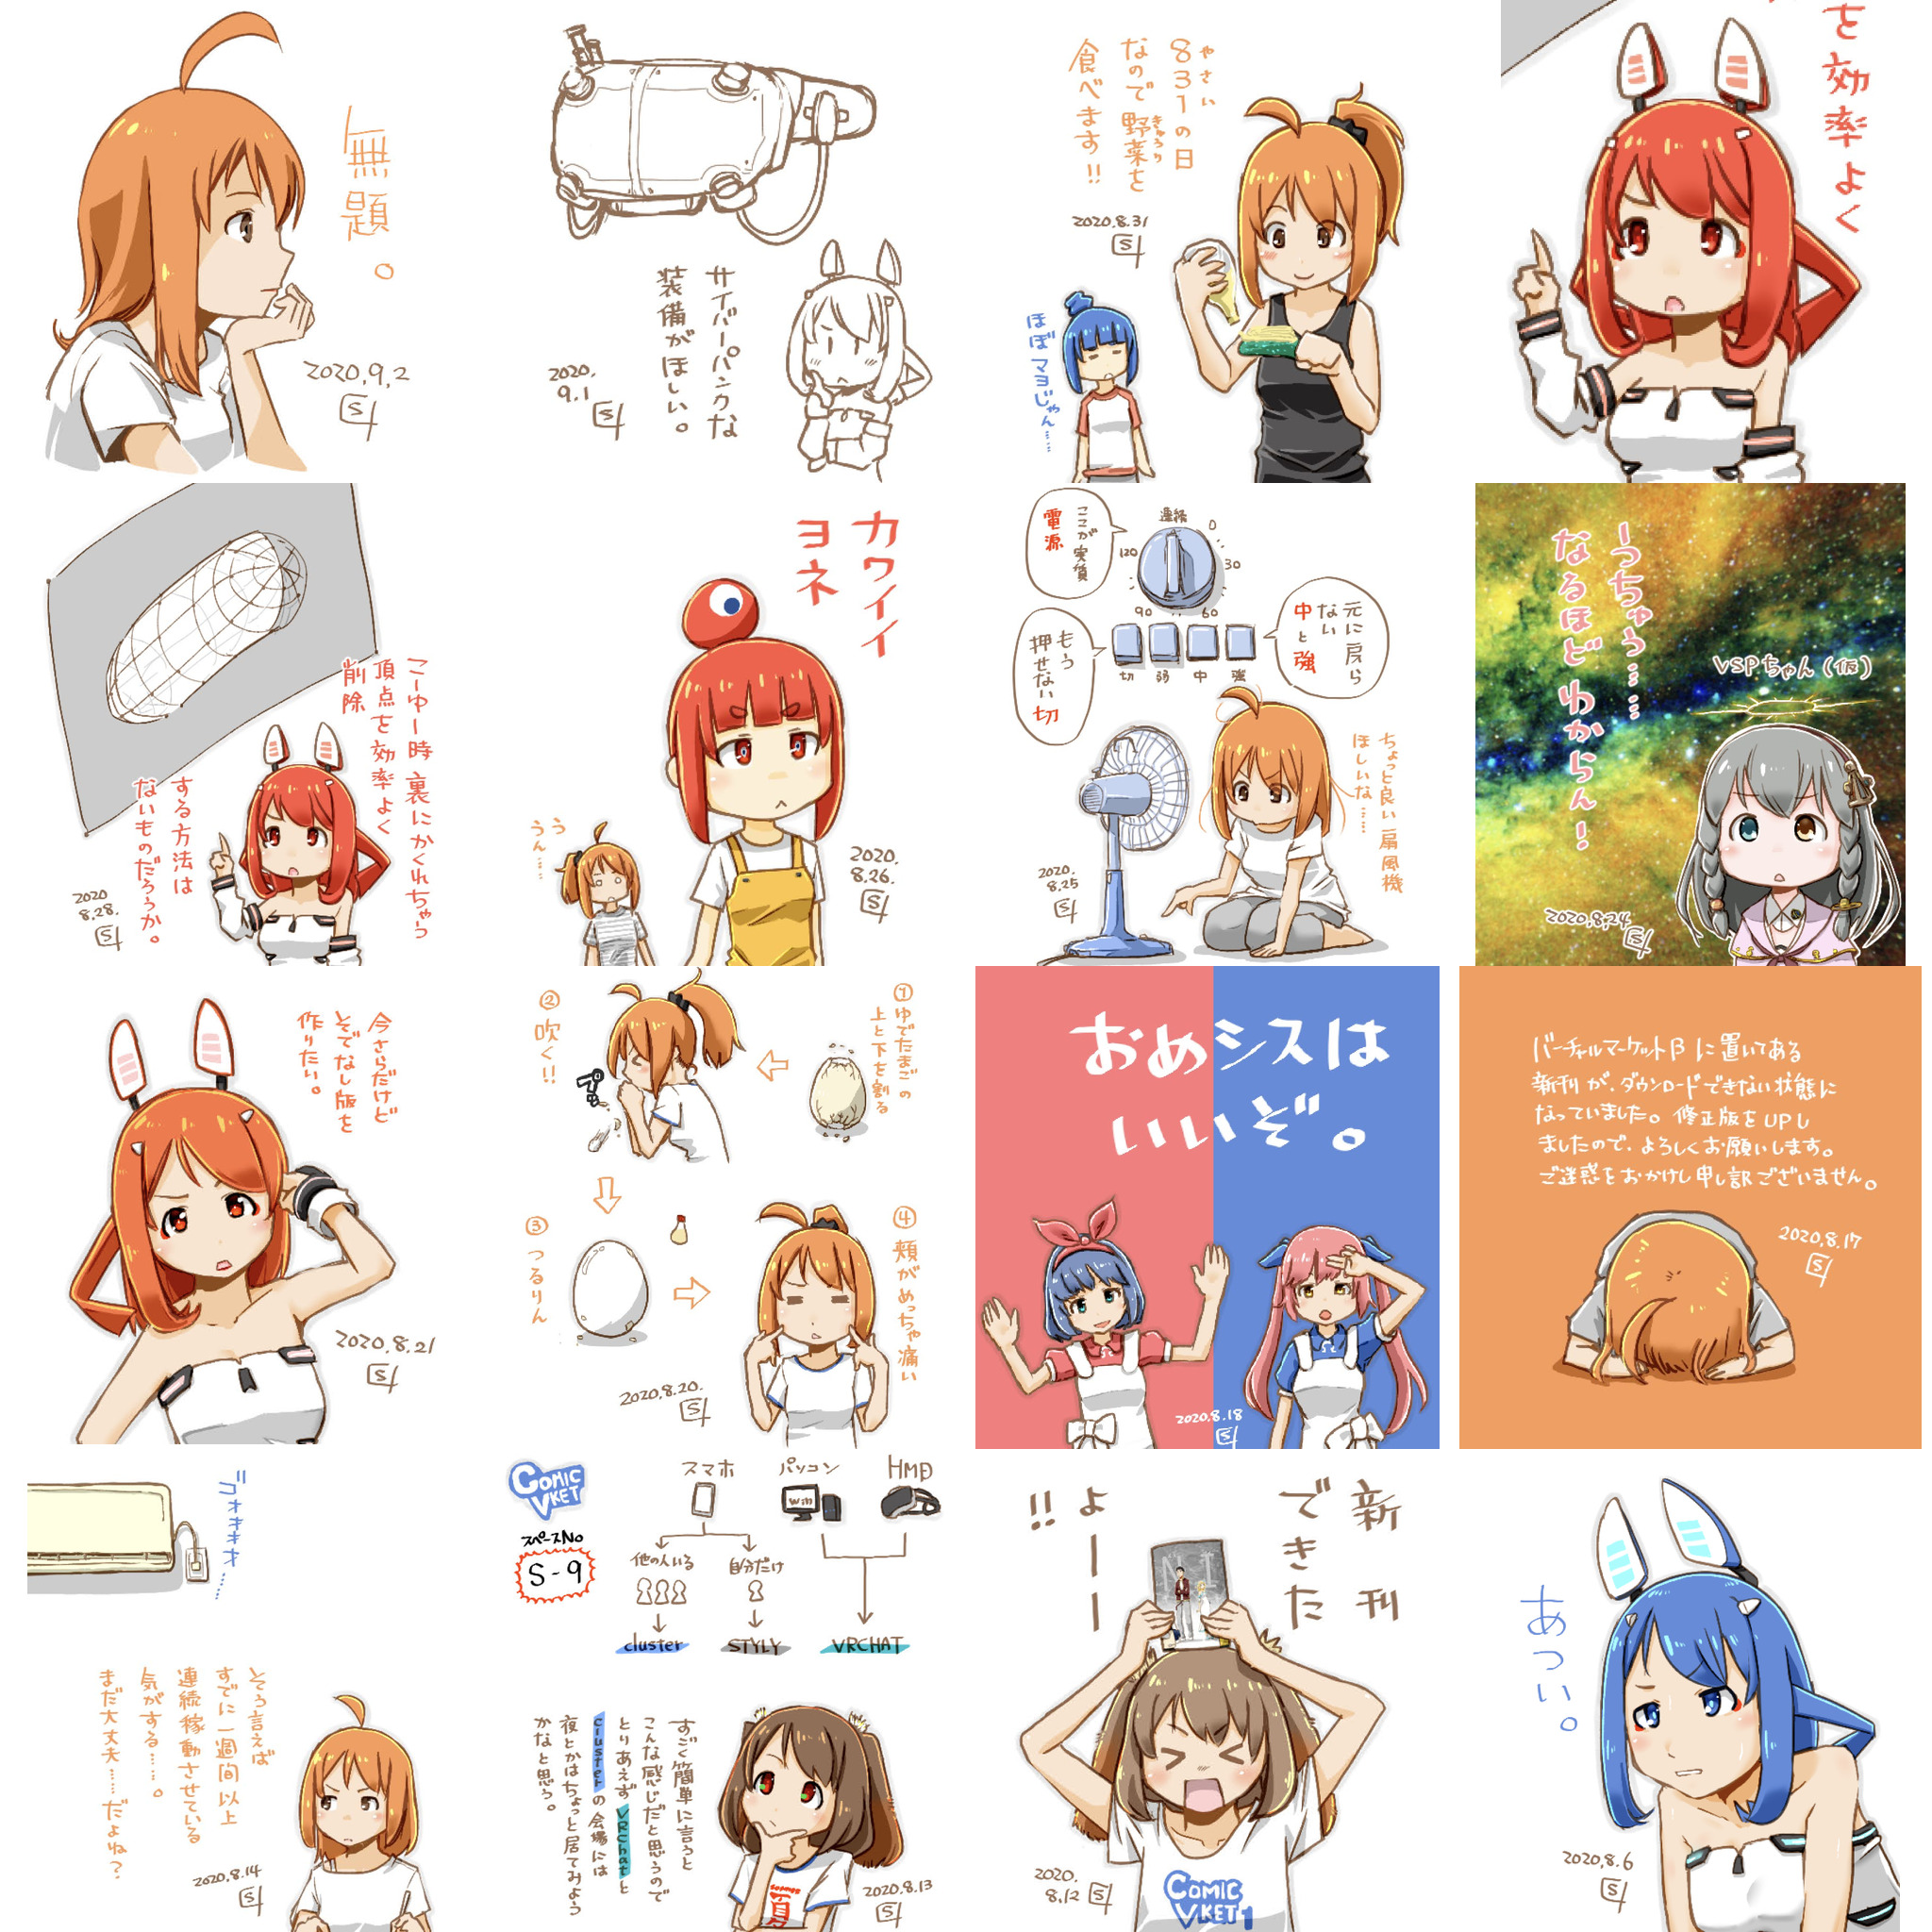 無題。
2020.9.2
サイバーパンクな
装備がほしい。
2020.
9.1
やさい
831の日
なので野菜を
きゅうり
食べます!!
2020.8.31
ほぼマヨじゃん……
を効率よく
こーゆー時裏にかくれちゃう
頂点を効率よく
削除
する方法は
ないものだろうか。
2020
8.28.
カワイイ
ヨネ
う
うん……
2020.
8.26.
連続
0
30
60
90
120
ここが実質
電源
切
弱
中
強
元に戻ら
ない
中と強
もう
押せない切
ちょっと良い扇風機
ほしいな……
2020.
8.25
うちゅう……
なるほどわからん!
VSPちゃん(仮)
2020.8.24
今さらだけど
そでなし版を
作りたい。
2020.8.21
①ゆでたまごの
上と下を割る
②吹く!!
プッ
③つるりん
④頬がめっちゃ痛い
2020.8.20.
おめシスは
いいぞ。
2020.8.18
バーチャルマーケットβに置いてある
新刊が、ダウンロードできない状態に
なっていました。修正版をUPし
ましたので、よろしくお願いします。
ご迷惑をおかけし申し訳ございません。
2020.8.17
ゴォォォォ……
そう言えば
すでに一週間以上
連続稼動させている
気がする……。
まだ大丈夫……だよね?
2020.8.14
COMIC
VKET
スペースNo
S-9
スマホ
パソコン
HMD
Win
他の人いる
自分だけ
cluster
STYLY
VRCHAT
すごく簡単に言うと
こんな感じだと思うので
とりあえずVRChatと
clusterの会場には
夜とかはちょっと居てみよう
かなと思う。
2020.8.13
新刊
できた
よーー
!!
2020.
8.12
COMIC
VKET1
あつい。
2020.8.6